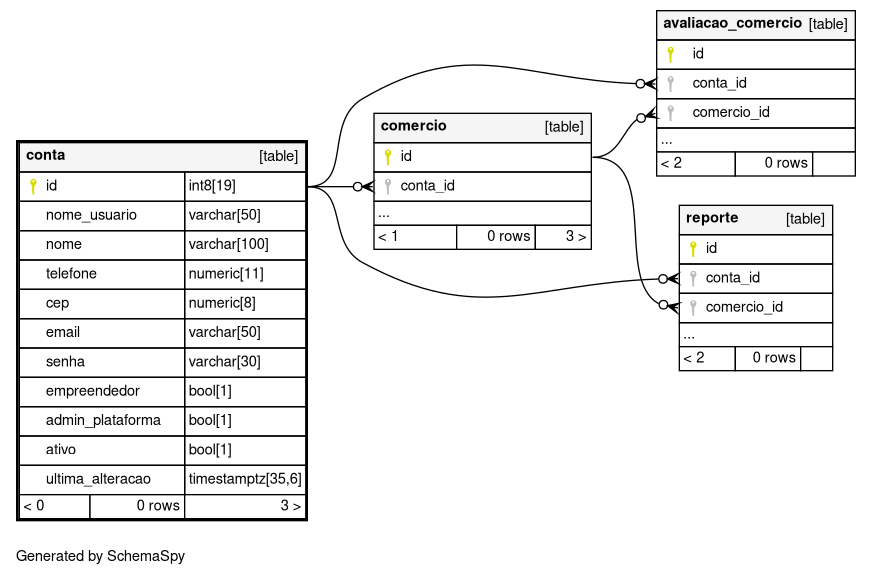 conta [table]
id int8[19]
nome_usuario varchar[50]
nome varchar[100]
telefone numeric[11]
cep numeric[8]
email varchar[50]
senha varchar[30]
empreendedor bool[1]
admin_plataforma bool[1]
ativo bool[1]
ultima_alteracao timestamptz[35,6]
< 0 0 rows 3 >
comercio [table]
id
conta_id
...
< 1 0 rows 3 >
avaliacao_comercio [table]
id
conta_id
comercio_id
...
< 2 0 rows
reporte [table]
id
conta_id
comercio_id
...
< 2 0 rows
Generated by SchemaSpy